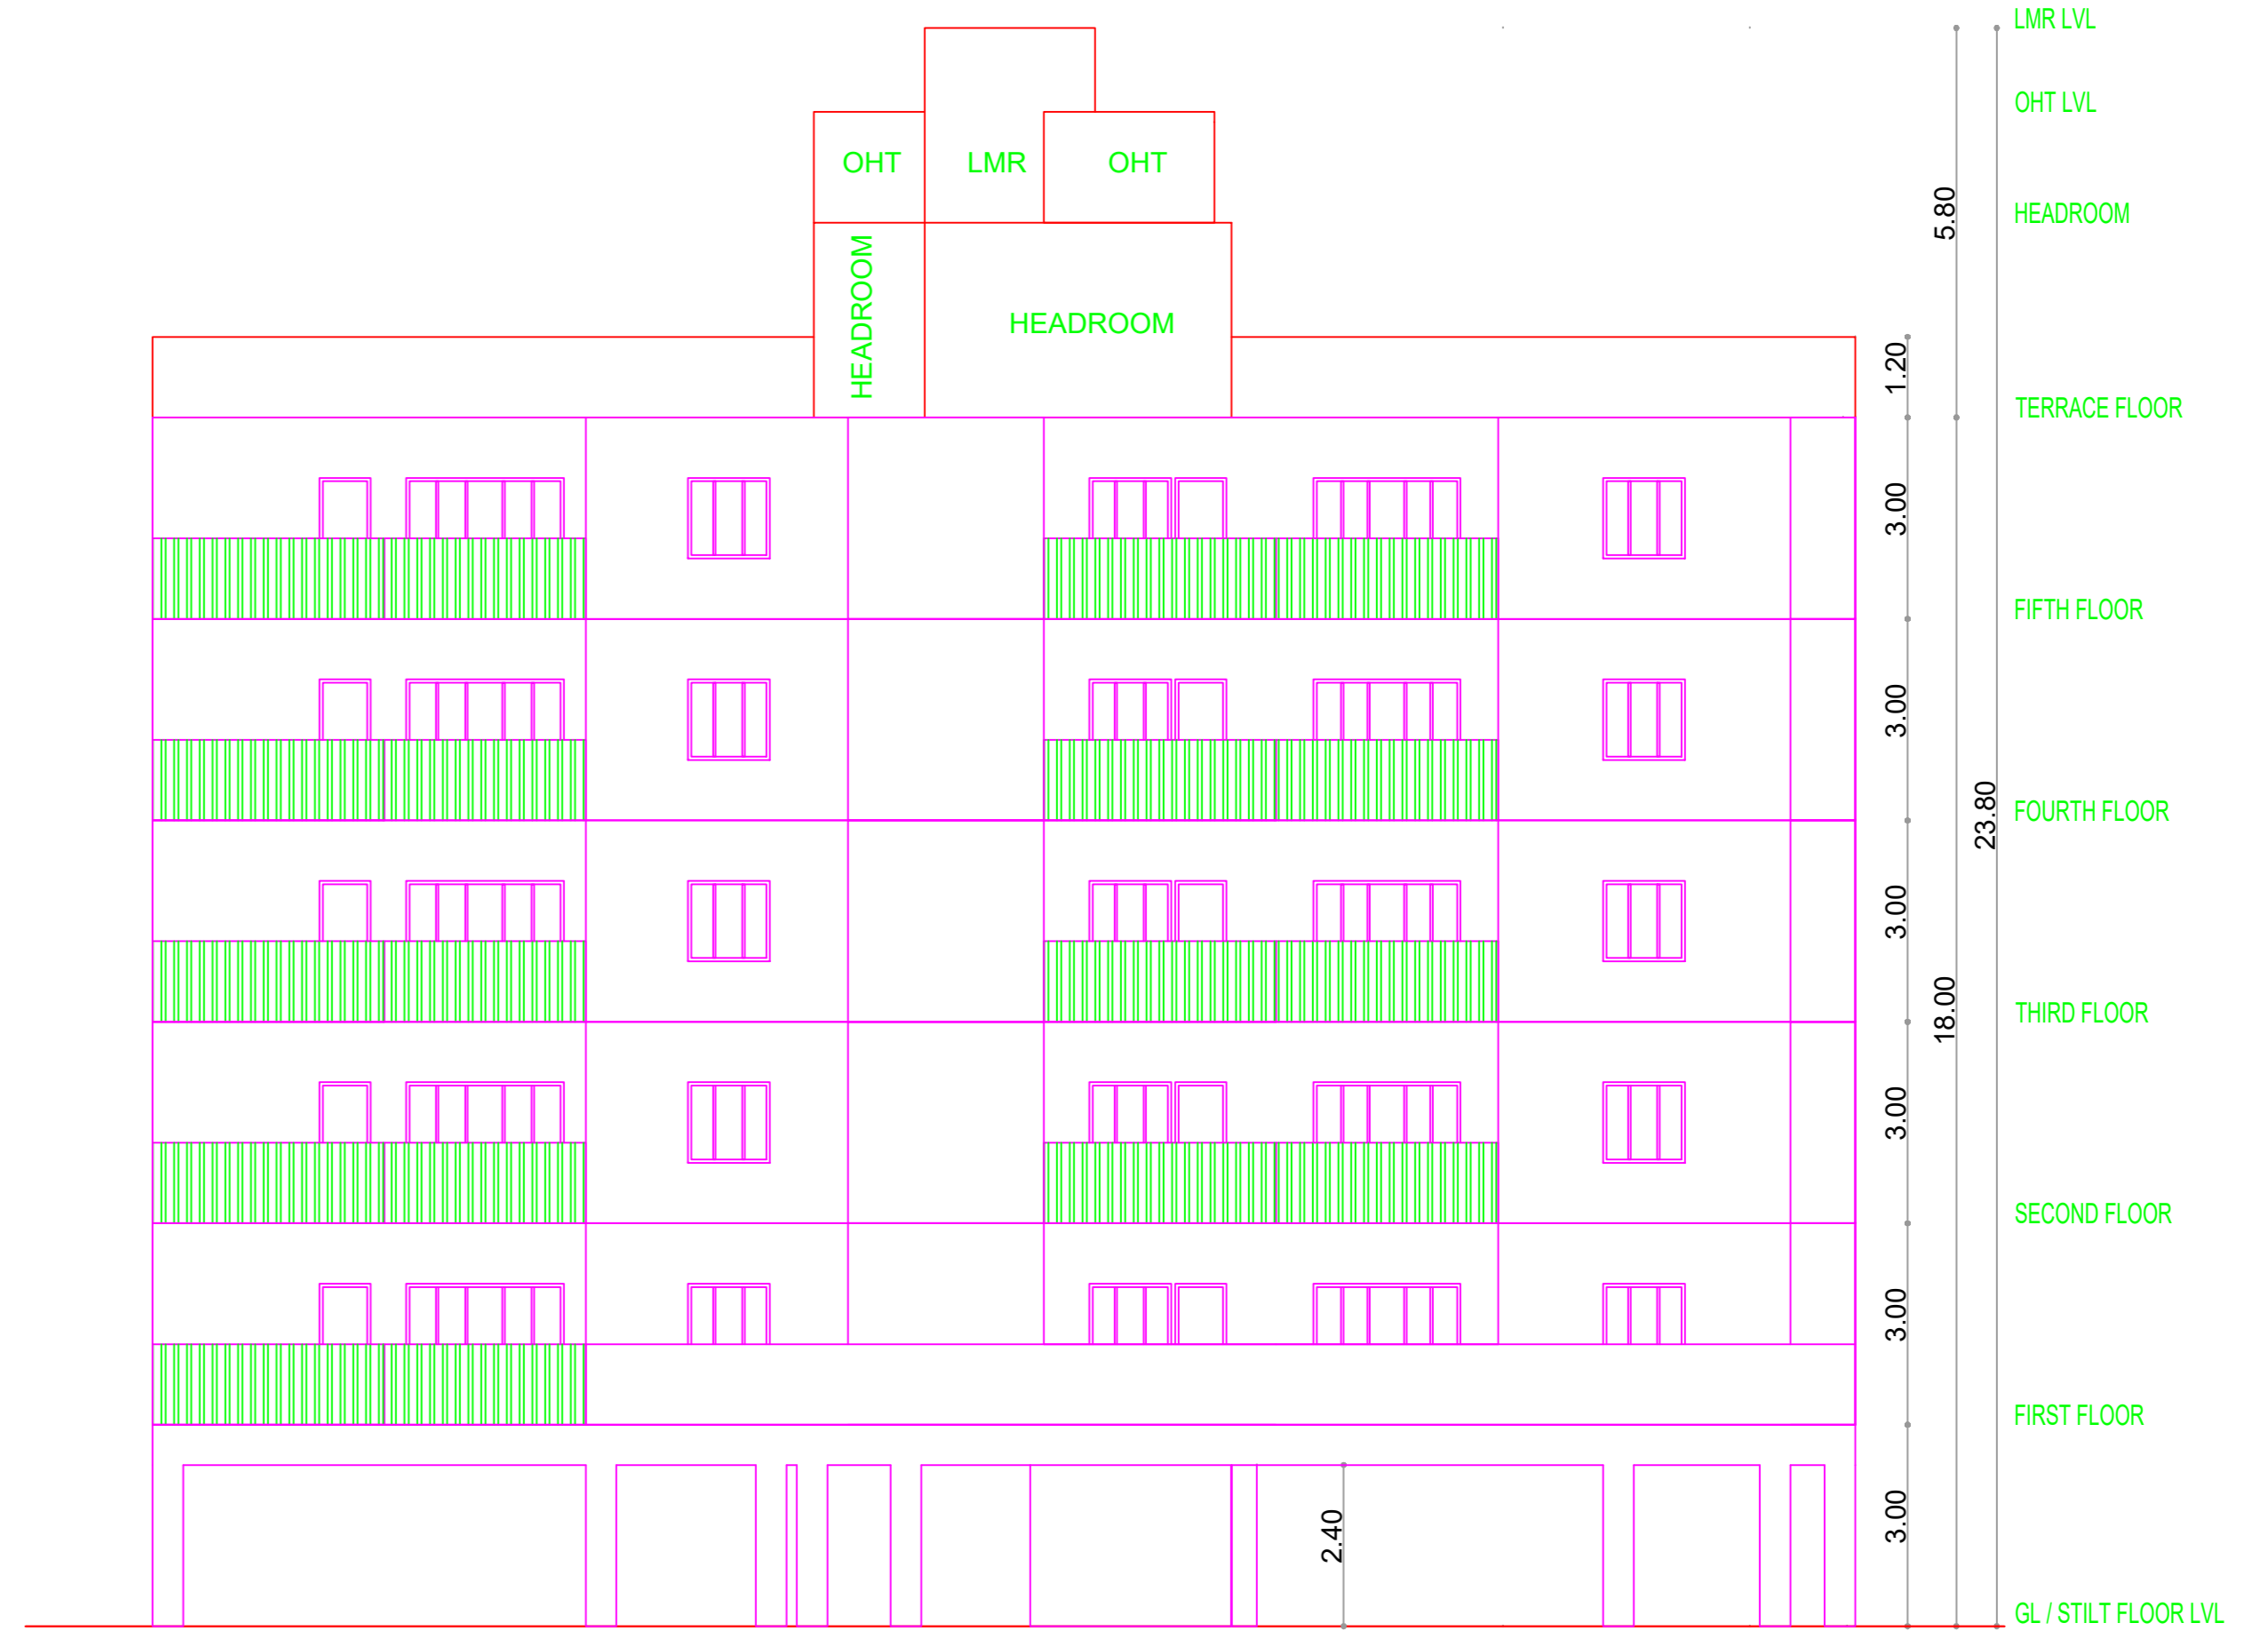 LMR LVL
OHT LVL
OHT
LMR
OHT
5.80
HEADROOM
HEADROOM
HEADROOM
1.20
TERRACE FLOOR
3.00
FIFTH FLOOR
3.00
23.80
FOURTH FLOOR
3.00
18.00
THIRD FLOOR
3.00
SECOND FLOOR
3.00
FIRST FLOOR
2.40
3.00
GL / STILT FLOOR LVL